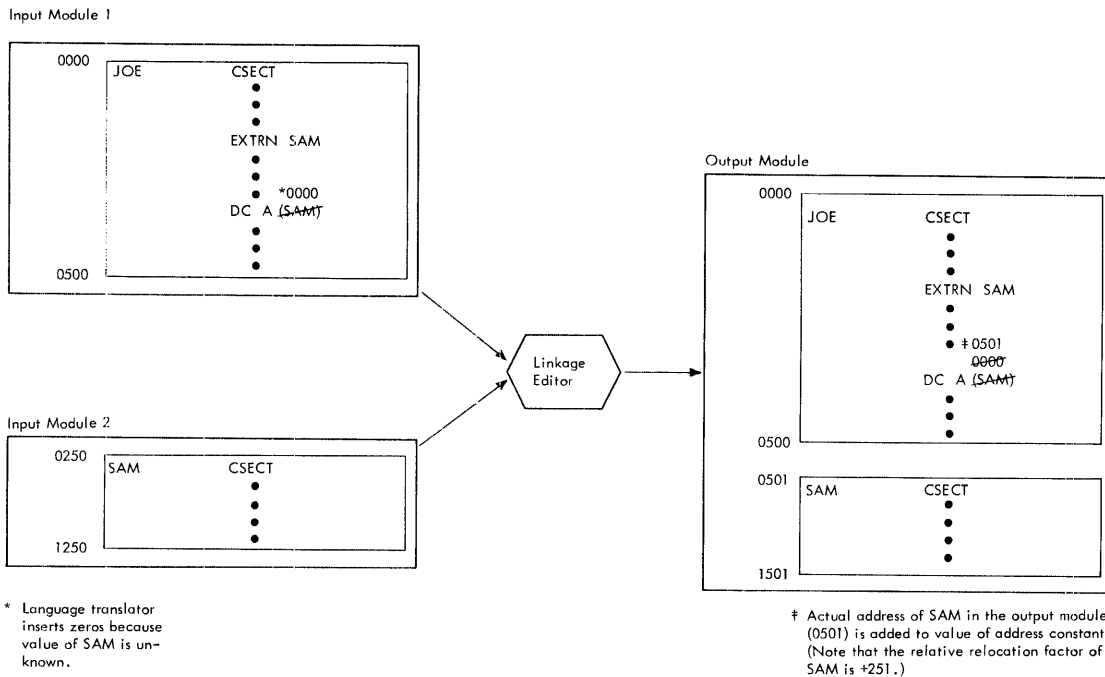 Input Module 1
0000
JOE CSECT
EXTRN SAM
*0000
DC A (SAM)
0500
Input Module 2
0250
SAM CSECT
1250
* Language translator
inserts zeros because
value of SAM is un-
known.
Linkage
Editor
Output Module
0000
JOE CSECT
EXTRN SAM
‡ 0501
0000
DC A (SAM)
0500
0501
SAM CSECT
1501
‡ Actual address of SAM in the output module
(0501) is added to value of address constant
(Note that the relative relocation factor of
SAM is +251.)